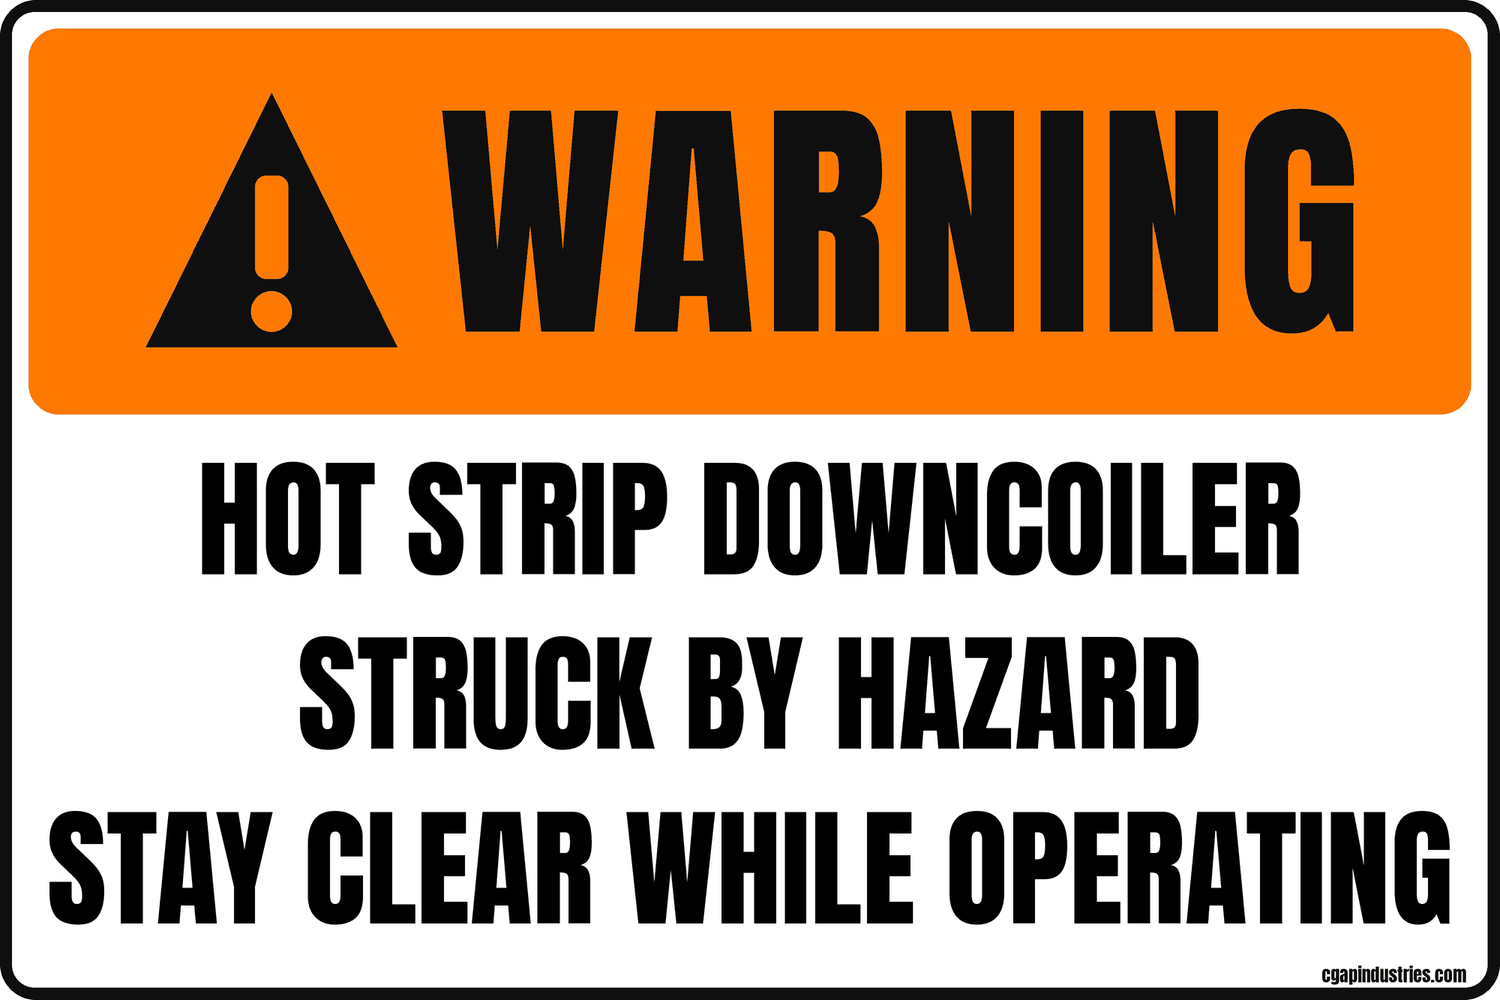 WARNING
HOT STRIP DOWNCOILER
STRUCK BY HAZARD
STAY CLEAR WHILE OPERATING
cgapindustries.com